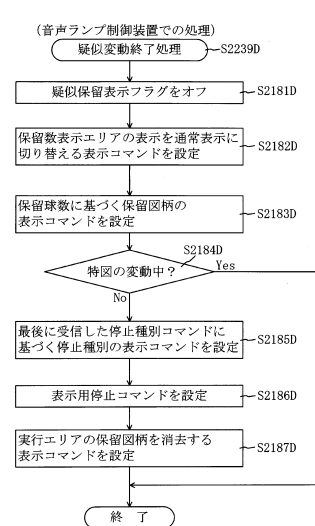 (音声ランプ制御装置での処理)
疑似変動終了処理
S2239D
疑似保留表示フラグをオフ
S2181D
保留数表示エリアの表示を通常表示に
切り替える表示コマンドを設定
S2182D
保留球数に基づく保留図柄の
表示コマンドを設定
S2183D
S2184D
特図の変動中?
Yes
No
最後に受信した停止種別コマンドに
基づく停止種別の表示コマンドを設定
S2185D
表示用停止コマンドを設定
S2186D
実行エリアの保留図柄を消去する
表示コマンドを設定
S2187D
終 了